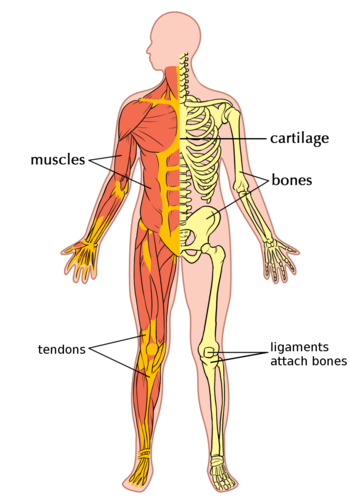 cartilage
muscles
bones
tendons
ligaments
attach bones